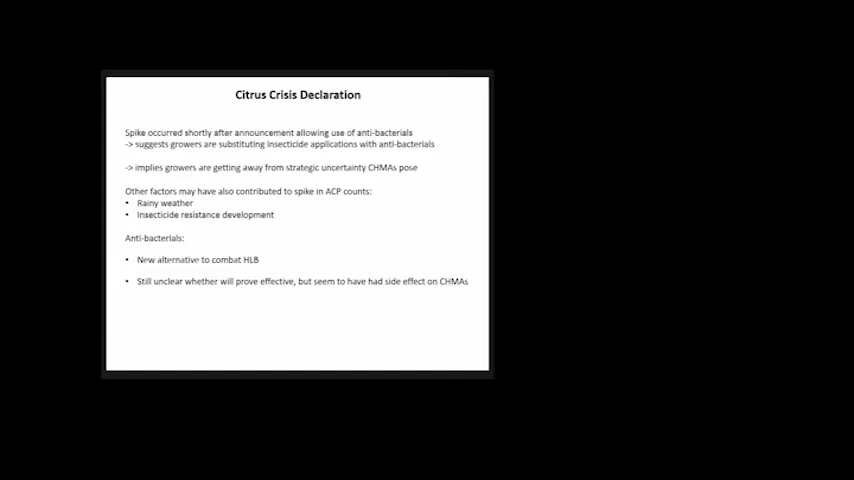 Citrus Crisis Declaration
Spike occurred shortly after announcement allowing use of anti-bacterials
-> suggests growers are substituting insecticide applications with anti-bacterials
-> implies growers are getting away from strategic uncertainty CHMAs pose
Other factors may have also contributed to spike in ACP counts:
• Rainy weather
• Insecticide resistance development
Anti-bacterials:
• New alternative to combat HLB
• Still unclear whether will prove effective, but seem to have had side effect on CHMAs